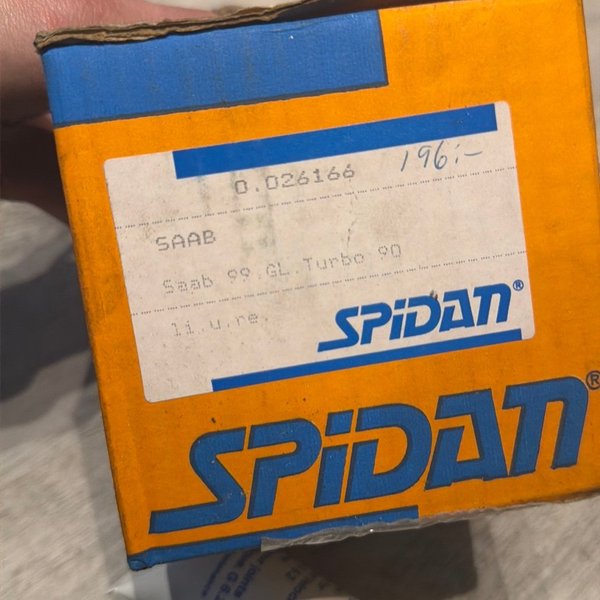 0.026166
196:-
SAAB
Saab 99.GL.Turbo 90
li.u.re.
SPiDAN®
SPiDAN®